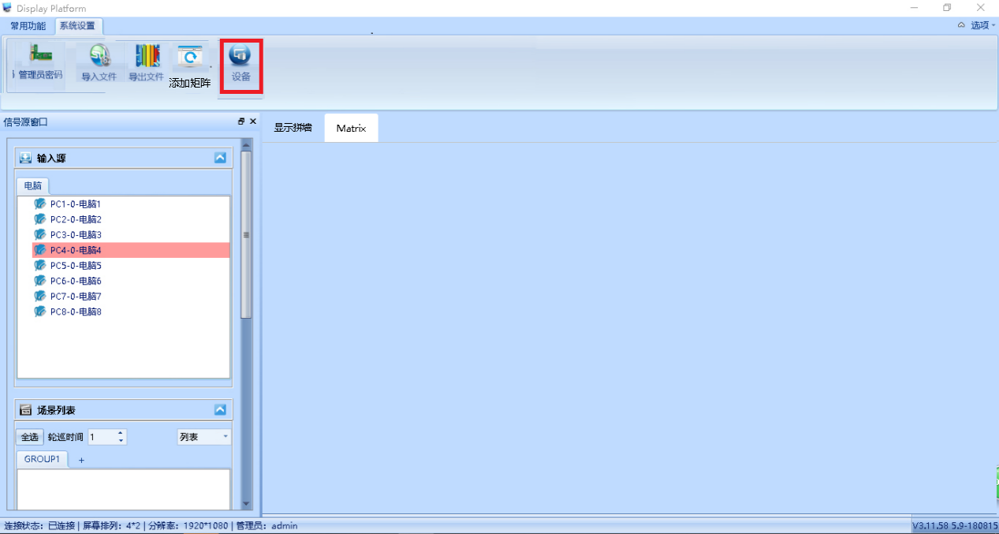 Display Platform
常用功能 系统设置 选项
管理员密码 导入文件 导出文件 添加矩阵 设备
信号源窗口
显示拼墙 Matrix
输入源
电脑
PC1-0-电脑1
PC2-0-电脑2
PC3-0-电脑3
PC4-0-电脑4
PC5-0-电脑5
PC6-0-电脑6
PC7-0-电脑7
PC8-0-电脑8
场景列表
全选 轮巡时间 1 列表
GROUP1 +
连接状态: 已连接 | 屏幕排列: 4*2 | 分辨率: 1920*1080 | 管理员: admin V3.11.58 5.9-180815